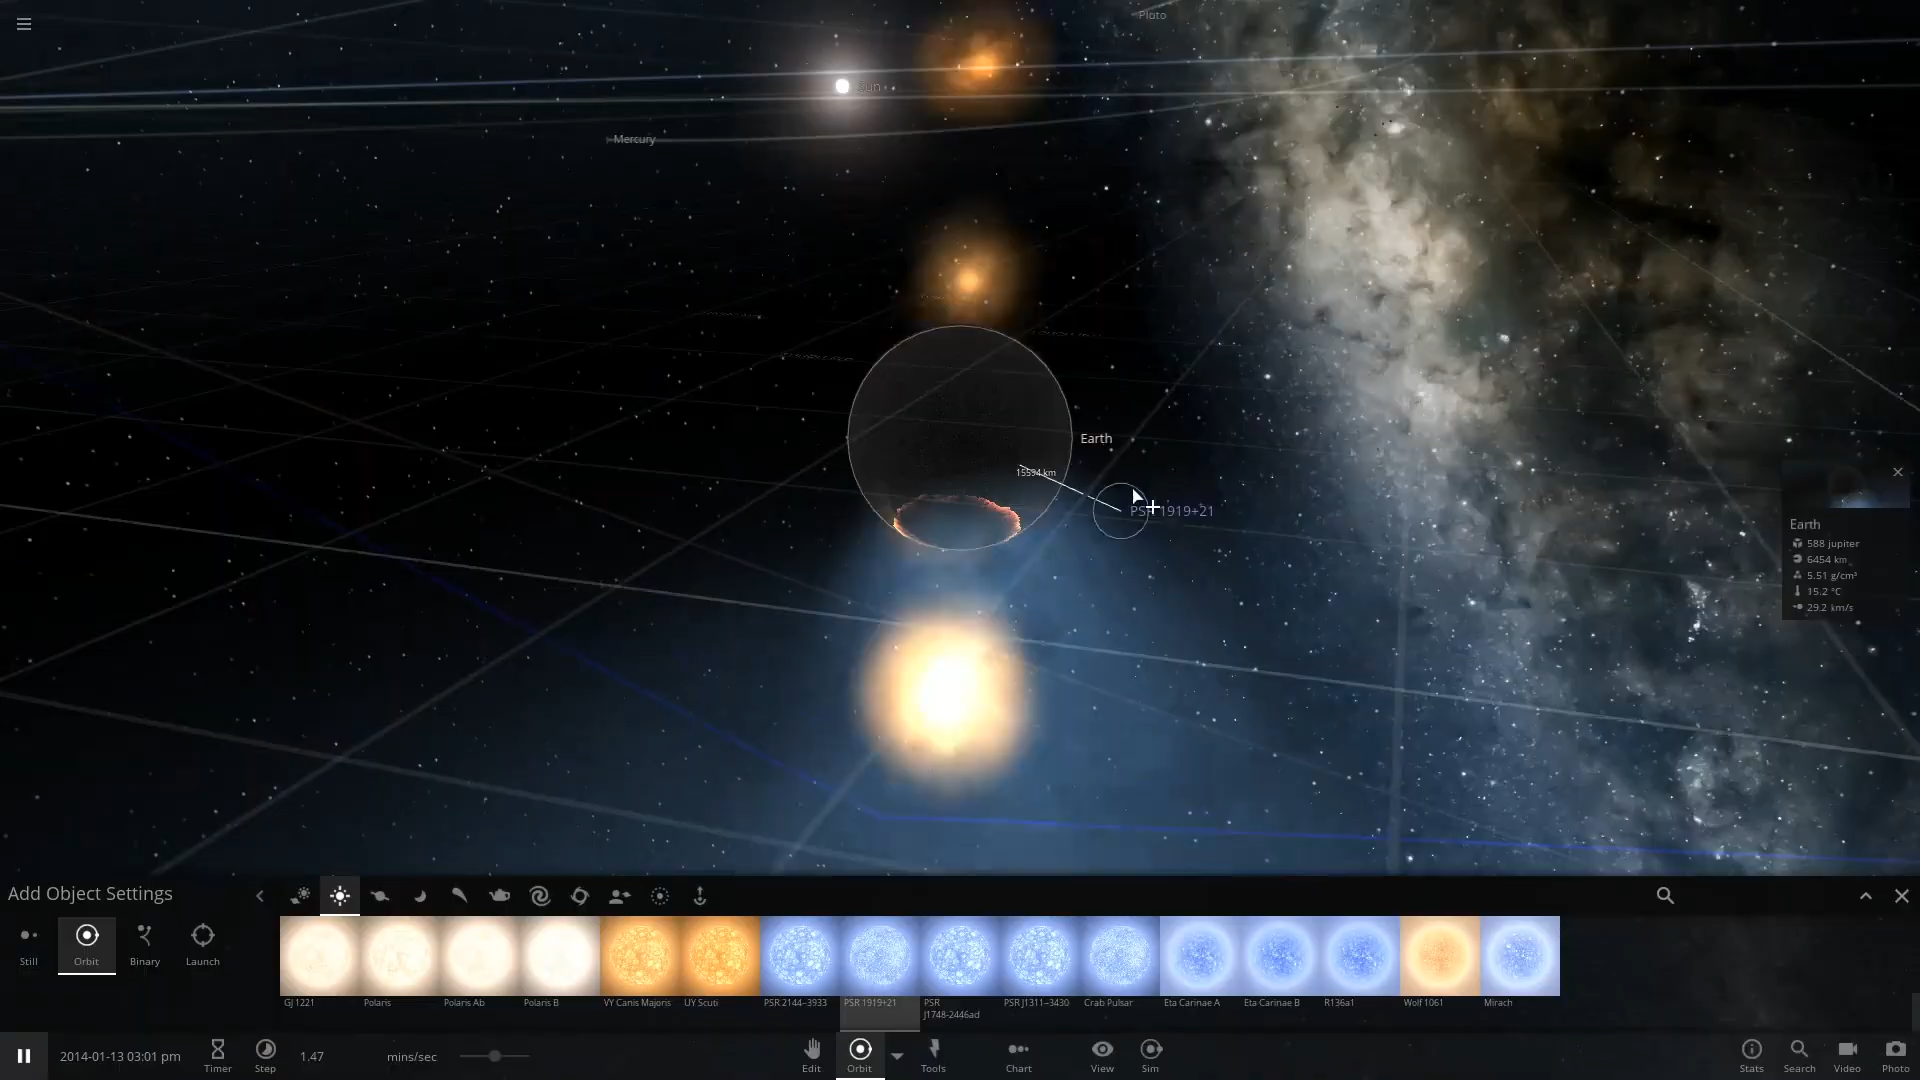 Pluto
Sun
Mercury
Earth
15594 km
PSR 1919+21
Earth
588 jupiter
6454 km
5.51 g/cm³
15.2 °C
29.2 km/s
Add Object Settings
Still
Orbit
Binary
Launch
GJ 1221
Polaris
Polaris Ab
Polaris B
VY Canis Majoris
UY Scuti
PSR 2144-3933
PSR 1919+21
PSR
J1748-2446ad
PSR J1311-3430
Crab Pulsar
Eta Carinae A
Eta Carinae B
R136a1
Wolf 1061
Mirach
2014-01-13 03:01 pm
Timer
Step
1.47
mins/sec
Edit
Orbit
Tools
Chart
View
Sim
Stats
Search
Video
Photo